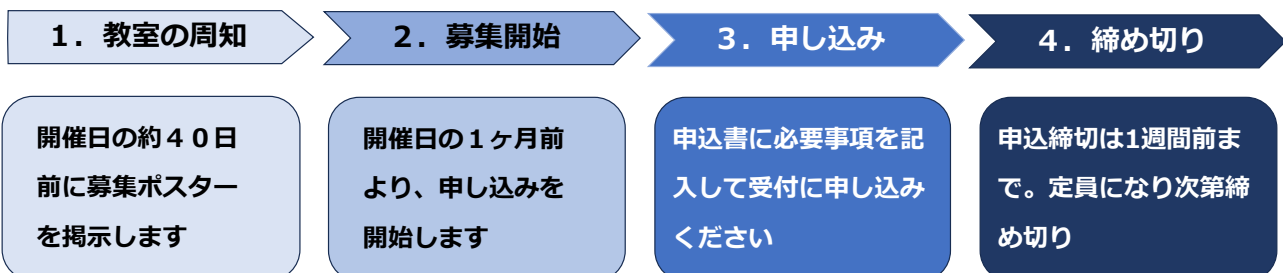 １．教室の周知
２．募集開始
３．申し込み
４．締め切り
開催日の約４０日
前に募集ポスター
を掲示します
開催日の１ヶ月前
より、申し込みを
開始します
申込書に必要事項を記
入して受付に申し込み
ください
申込締切は1週間前ま
で。定員になり次第締
め切り